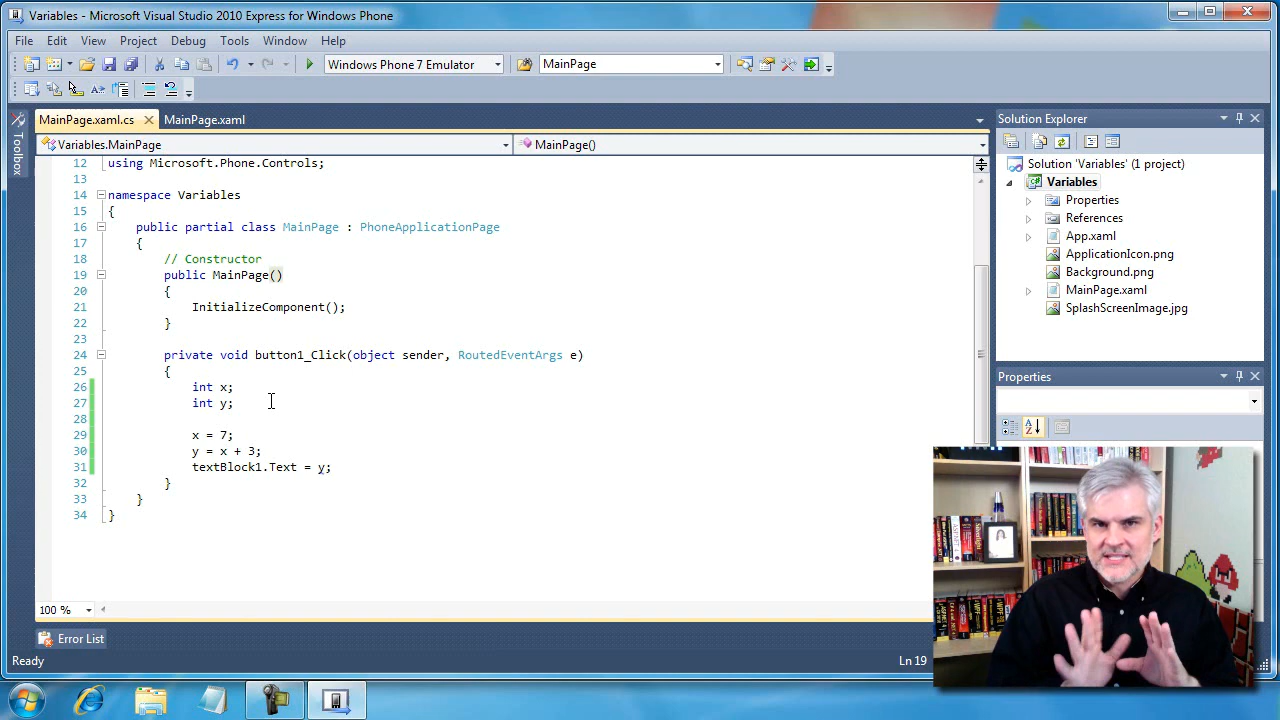 Variables - Microsoft Visual Studio 2010 Express for Windows Phone
File Edit View Project Debug Tools Window Help
Windows Phone 7 Emulator MainPage
MainPage.xaml.cs MainPage.xaml
Variables.MainPage MainPage()
Toolbox
12 using Microsoft.Phone.Controls;
13
14 namespace Variables
15 {
16 public partial class MainPage : PhoneApplicationPage
17 {
18 // Constructor
19 public MainPage()
20 {
21 InitializeComponent();
22 }
23
24 private void button1_Click(object sender, RoutedEventArgs e)
25 {
26 int x;
27 int y;
28
29 x = 7;
30 y = x + 3;
31 textBlock1.Text = y;
32 }
33 }
34 }
100 %
Error List
Ready Ln 19
Solution Explorer
Solution 'Variables' (1 project)
Variables
Properties
References
App.xaml
ApplicationIcon.png
Background.png
MainPage.xaml
SplashScreenImage.jpg
Properties